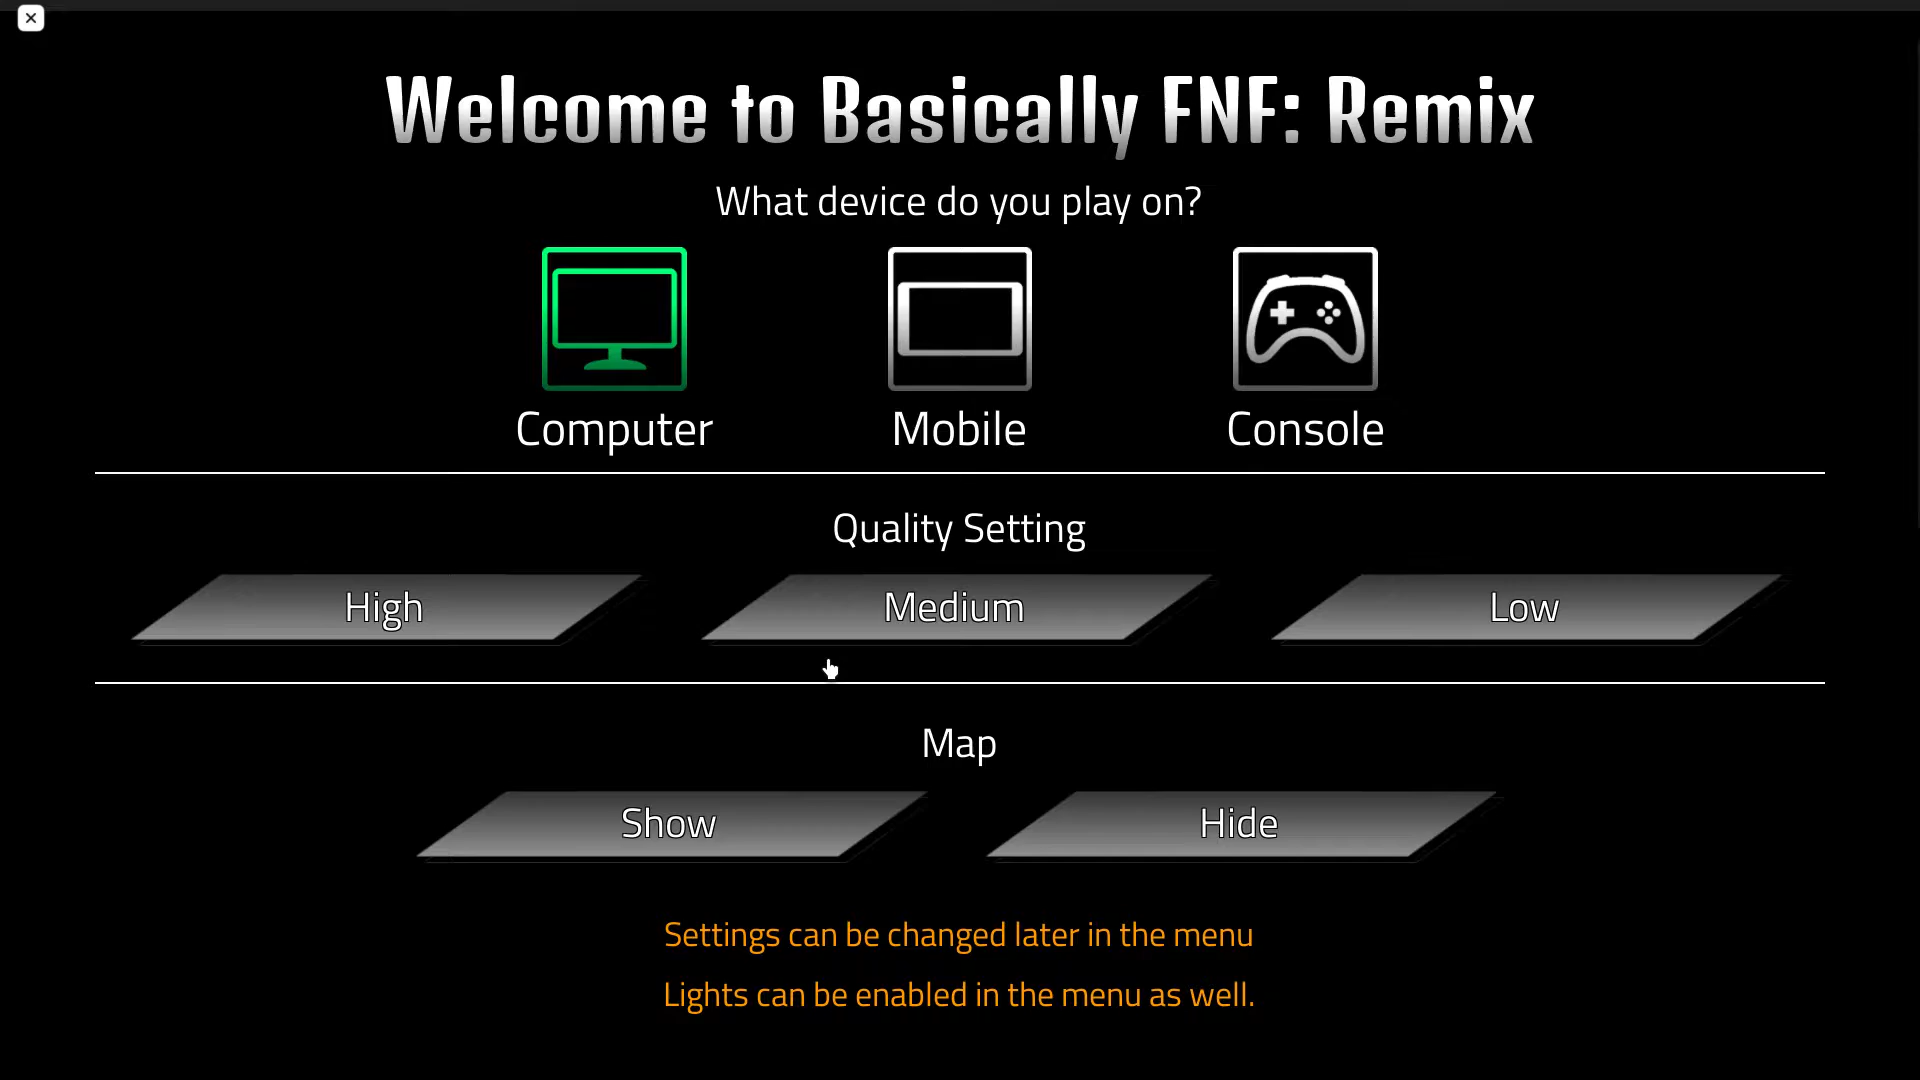 Welcome to Basically FNF: Remix
What device do you play on?
Computer Mobile Console
Quality Setting
High Medium Low
Map
Show Hide
Settings can be changed later in the menu
Lights can be enabled in the menu as well.